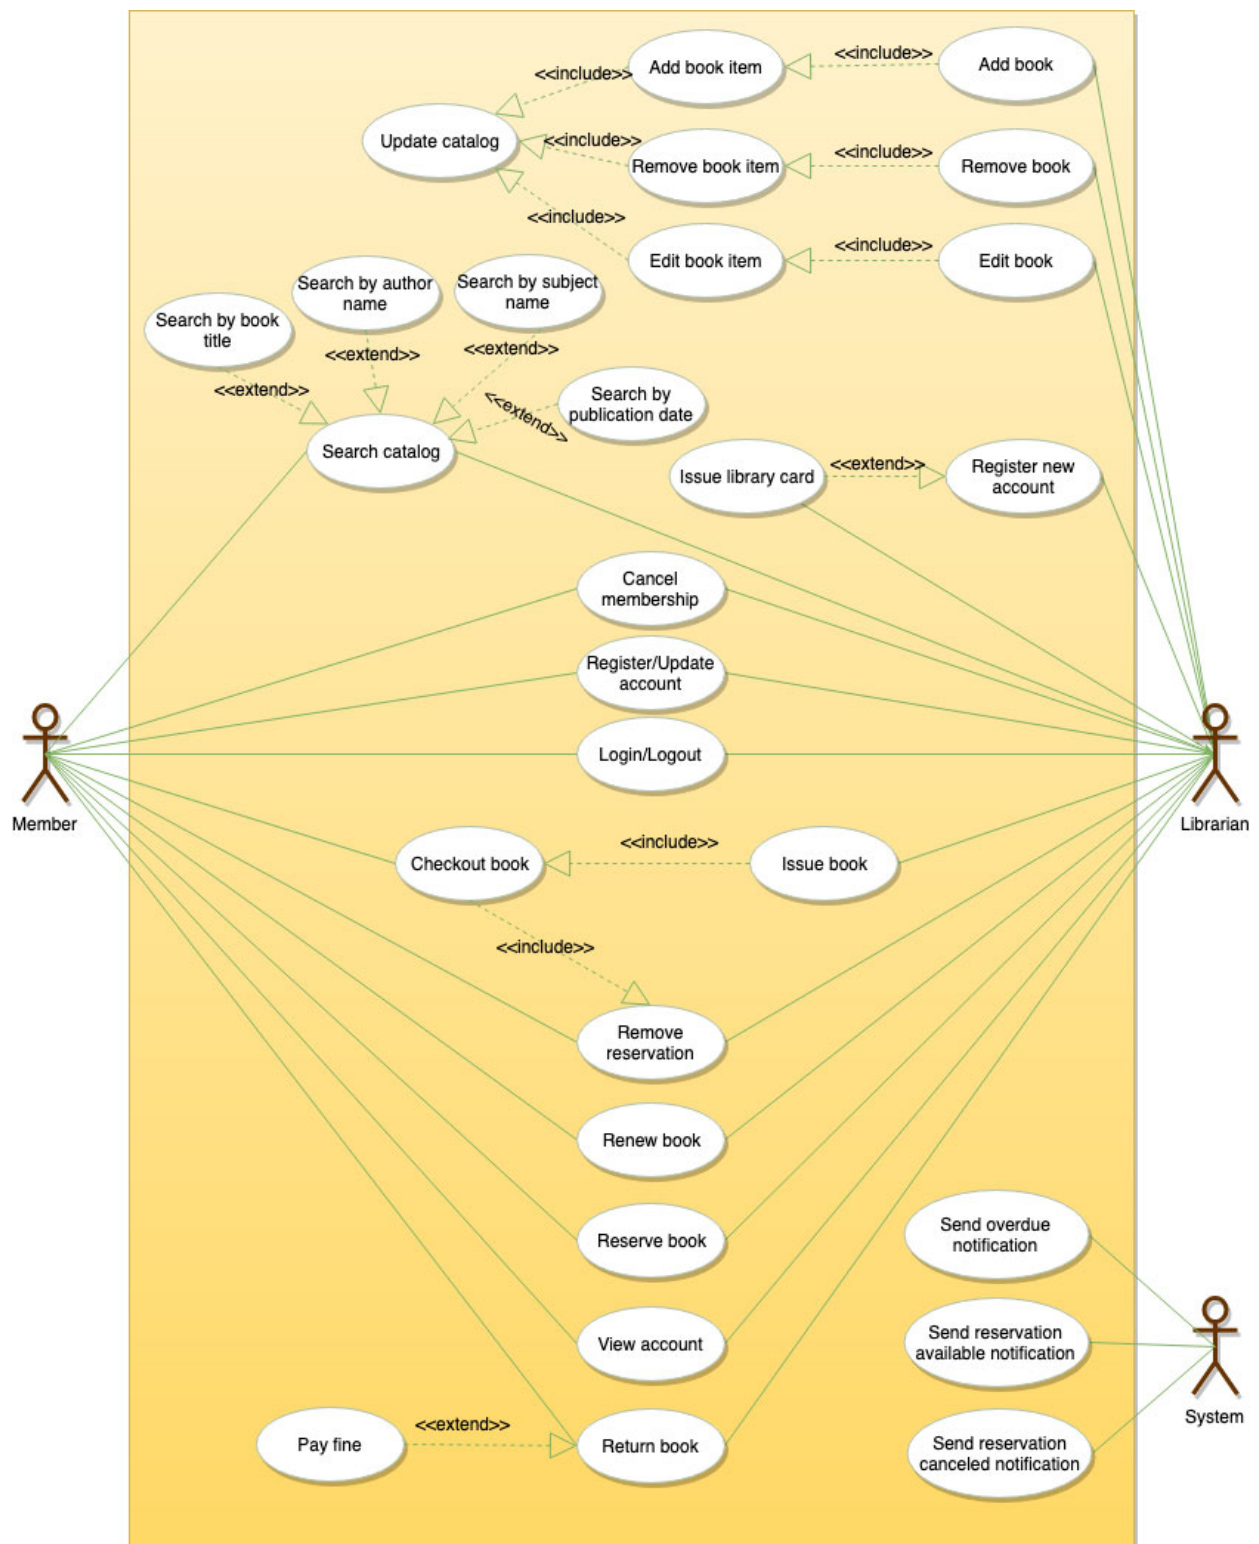 <<include>>
Add book item
<<include>>
Add book
Update catalog
<<include>>
Remove book item
<<include>>
Remove book
<<include>>
Edit book item
<<include>>
Edit book
Search by book
title
Search by author
name
Search by subject
name
<<extend>>
<<extend>>
<<extend>>
<<extend>>
Search by
publication date
Search catalog
Issue library card
<<extend>>
Register new
account
Cancel
membership
Register/Update
account
Login/Logout
Member
Librarian
Checkout book
<<include>>
Issue book
<<include>>
Remove
reservation
Renew book
Reserve book
Send overdue
notification
View account
Send reservation
available notification
System
Pay fine
<<extend>>
Return book
Send reservation
canceled notification